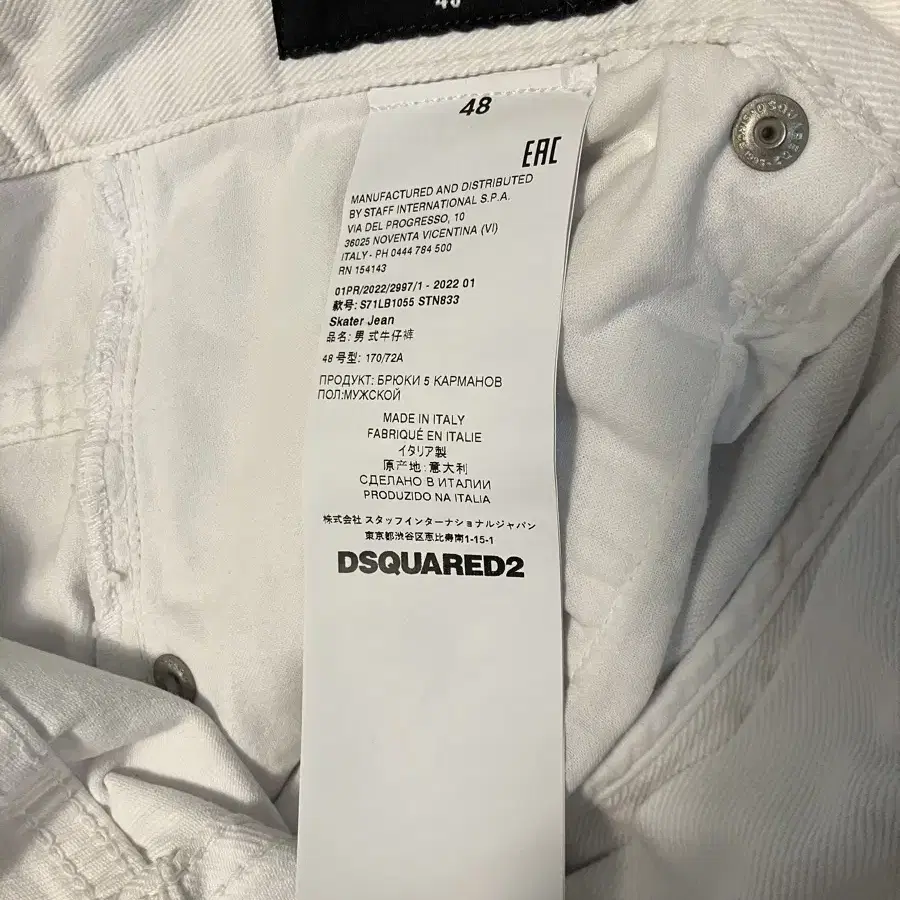 48
48
EAC
MANUFACTURED AND DISTRIBUTED
BY STAFF INTERNATIONAL S.P.A.
VIA DEL PROGRESSO, 10
36025 NOVENTA VICENTINA (VI)
ITALY - PH 0444 784 500
RN 154143
01PR/2022/2997/1 - 2022 01
款号: S71LB1055 STN833
Skater Jean
品名: 男式牛仔裤
48 号型: 170/72A
ПРОДУКТ: БРЮКИ 5 КАРМАНОВ
ПОЛ:МУЖСКОЙ
MADE IN ITALY
FABRIQUÉ EN ITALIE
イタリア製
原产地: 意大利
СДЕЛАНО В ИТАЛИИ
PRODUZIDO NA ITALIA
株式会社 スタッフインターナショナルジャパン
東京都渋谷区恵比寿南1-15-1
DSQUARED2